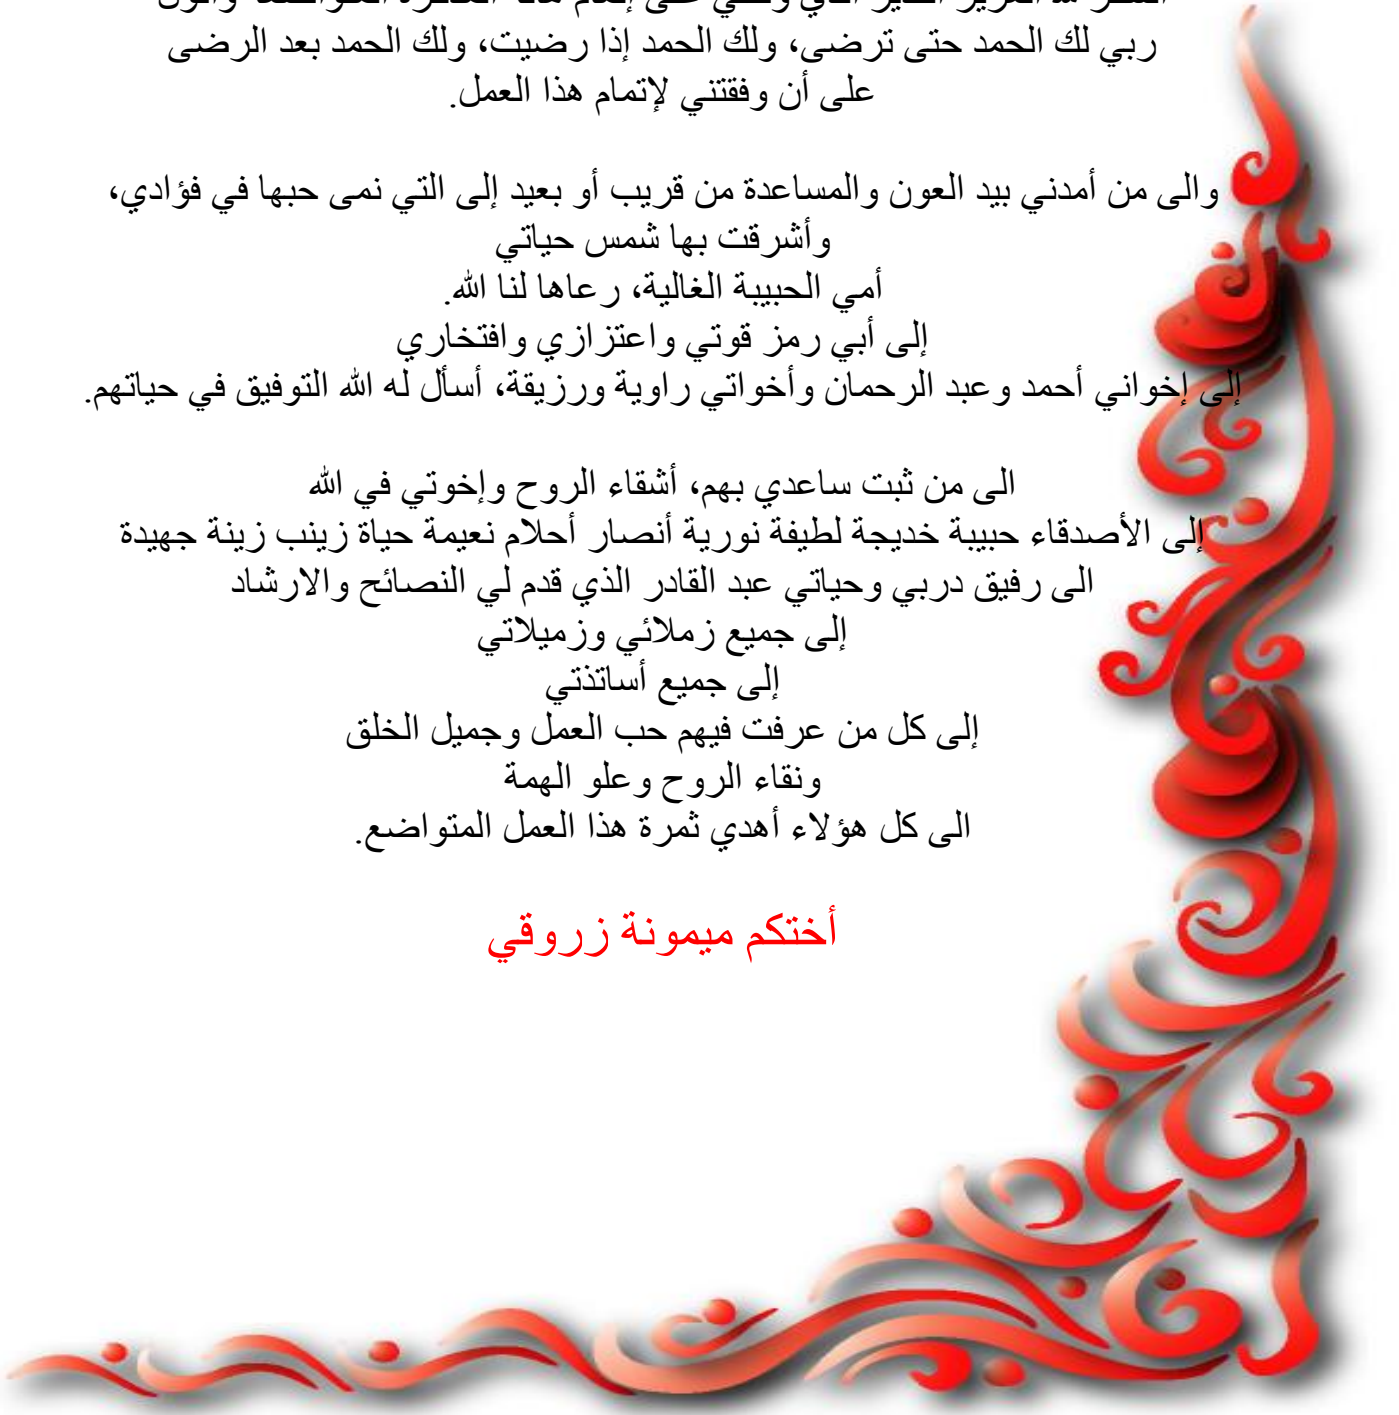 ربي لك الحمد حتى ترضى، ولك الحمد إذا رضيت، ولك الحمد بعد الرضى
على أن وفقتني لإتمام هذا العمل.
والى من أمدني بيد العون والمساعدة من قريب أو بعيد إلى التي نمى حبها في فؤادي،
وأشرقت بها شمس حياتي
أمي الحبيبة الغالية، رعاها لنا الله.
إلى أبي رمز قوتي واعتزازي وافتخاري
إلى إخواني أحمد وعبد الرحمان وأخواتي راوية ورزيقة، أسأل له الله التوفيق في حياتهم.
الى من ثبت ساعدي بهم، أشقاء الروح وإخوتي في الله
إلى الأصدقاء حبيبة خديجة لطيفة نورية أنصار أحلام نعيمة حياة زينب زينة جهيدة
الى رفيق دربي وحياتي عبد القادر الذي قدم لي النصائح والارشاد
إلى جميع زملائي وزميلاتي
إلى جميع أساتذتي
إلى كل من عرفت فيهم حب العمل وجميل الخلق
ونقاء الروح وعلو الهمة
الى كل هؤلاء أهدي ثمرة هذا العمل المتواضع.
أختكم ميمونة زروقي